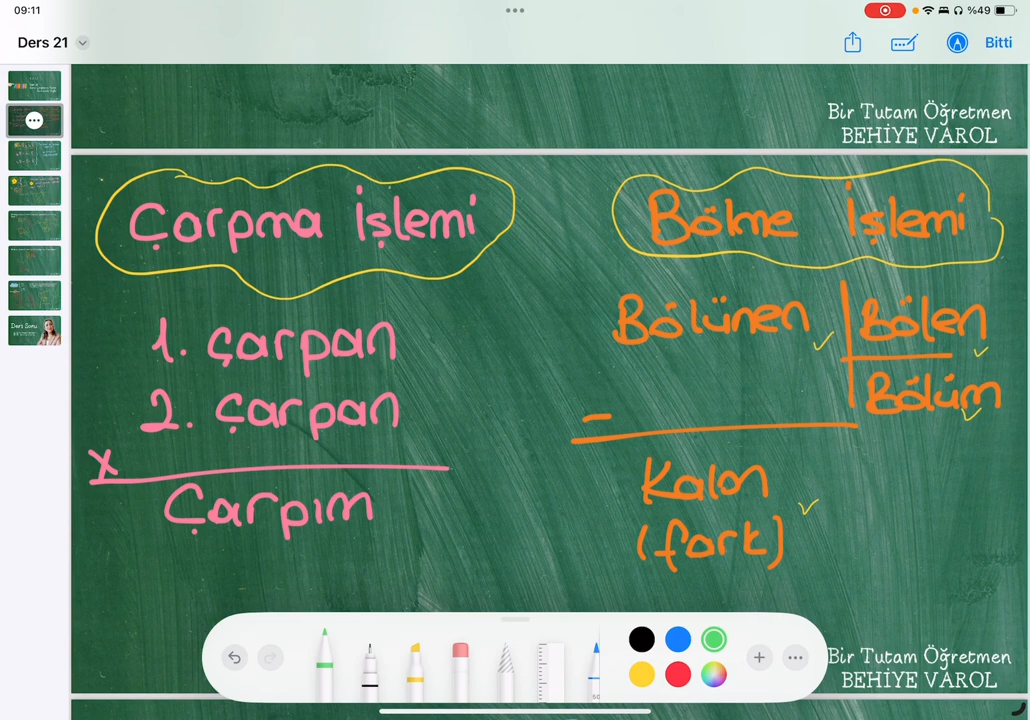 09:11
%49
Ders 21
Bitti
Bir Tutam Öğretmen
BEHİYE VAROL
Çarpma İşlemi
1. çarpan
2. çarpan
x
Çarpım
Bölme İşlemi
Bölünen
Bölen
Bölüm
-
Kalan
(fark)
Bir Tutam Öğretmen
BEHİYE VAROL
Ders Sonu